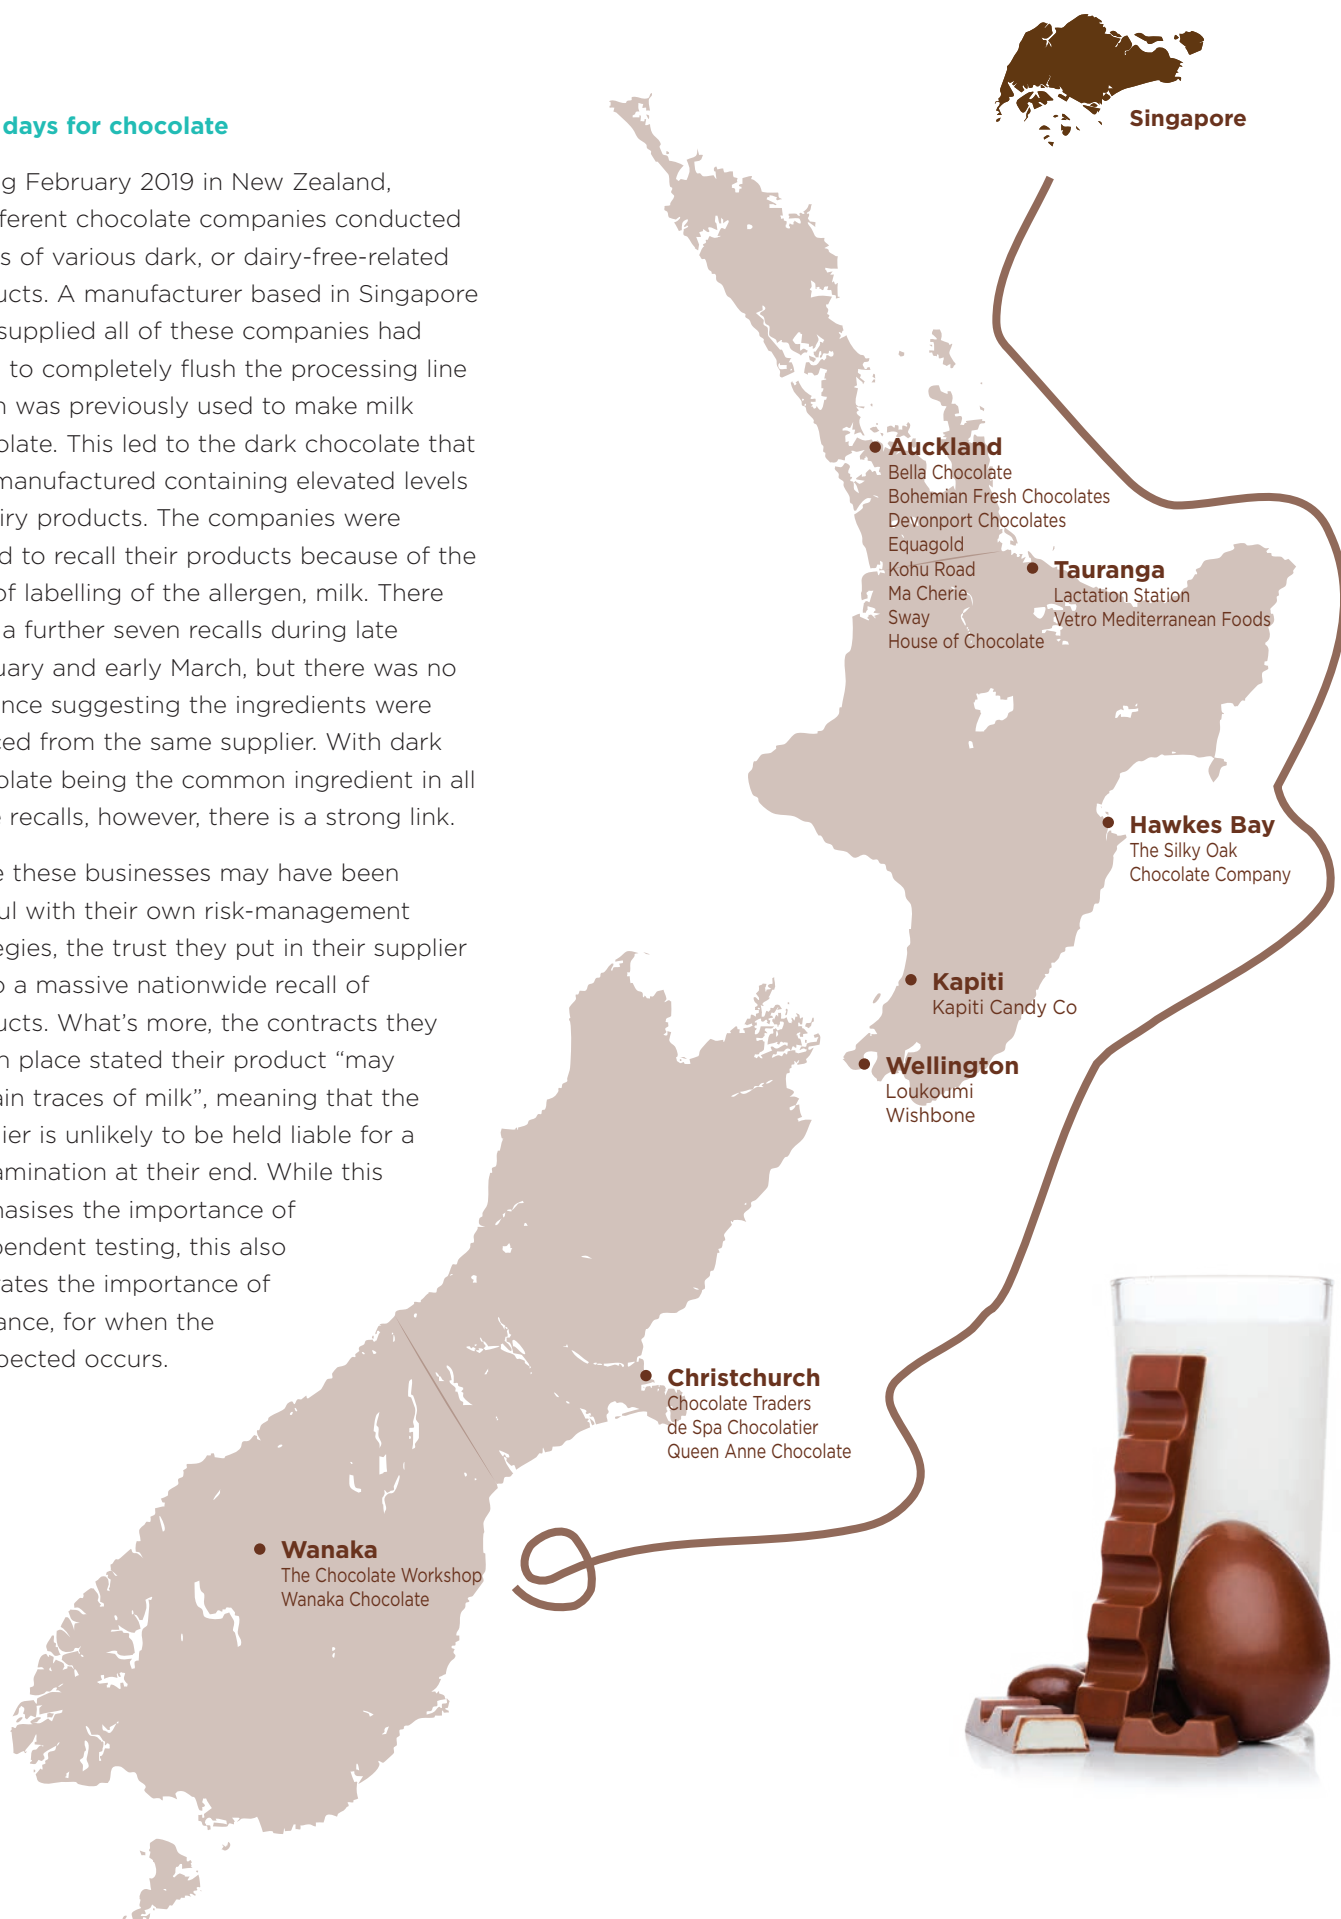 days for chocolate
g February 2019 in New Zealand,
fferent chocolate companies conducted
s of various dark, or dairy-free-related
ucts. A manufacturer based in Singapore
supplied all of these companies had
to completely flush the processing line
n was previously used to make milk
olate. This led to the dark chocolate that
manufactured containing elevated levels
iry products. The companies were
d to recall their products because of the
of labelling of the allergen, milk. There
a further seven recalls during late
uary and early March, but there was no
ence suggesting the ingredients were
ced from the same supplier. With dark
olate being the common ingredient in all
e recalls, however, there is a strong link.
e these businesses may have been
ul with their own risk-management
egies, the trust they put in their supplier
o a massive nationwide recall of
ucts. What's more, the contracts they
n place stated their product “may
ain traces of milk”, meaning that the
lier is unlikely to be held liable for a
amination at their end. While this
hasises the importance of
pendent testing, this also
rates the importance of
ance, for when the
pected occurs.
Singapore
Auckland
Bella Chocolate
Bohemian Fresh Chocolates
Devonport Chocolates
Equagold
Kohu Road
Ma Cherie
Sway
House of Chocolate
Tauranga
Lactation Station
Vetro Mediterranean Foods
Hawkes Bay
The Silky Oak
Chocolate Company
Kapiti
Kapiti Candy Co
Wellington
Loukoumi
Wishbone
Christchurch
Chocolate Traders
de Spa Chocolatier
Queen Anne Chocolate
Wanaka
The Chocolate Workshop
Wanaka Chocolate